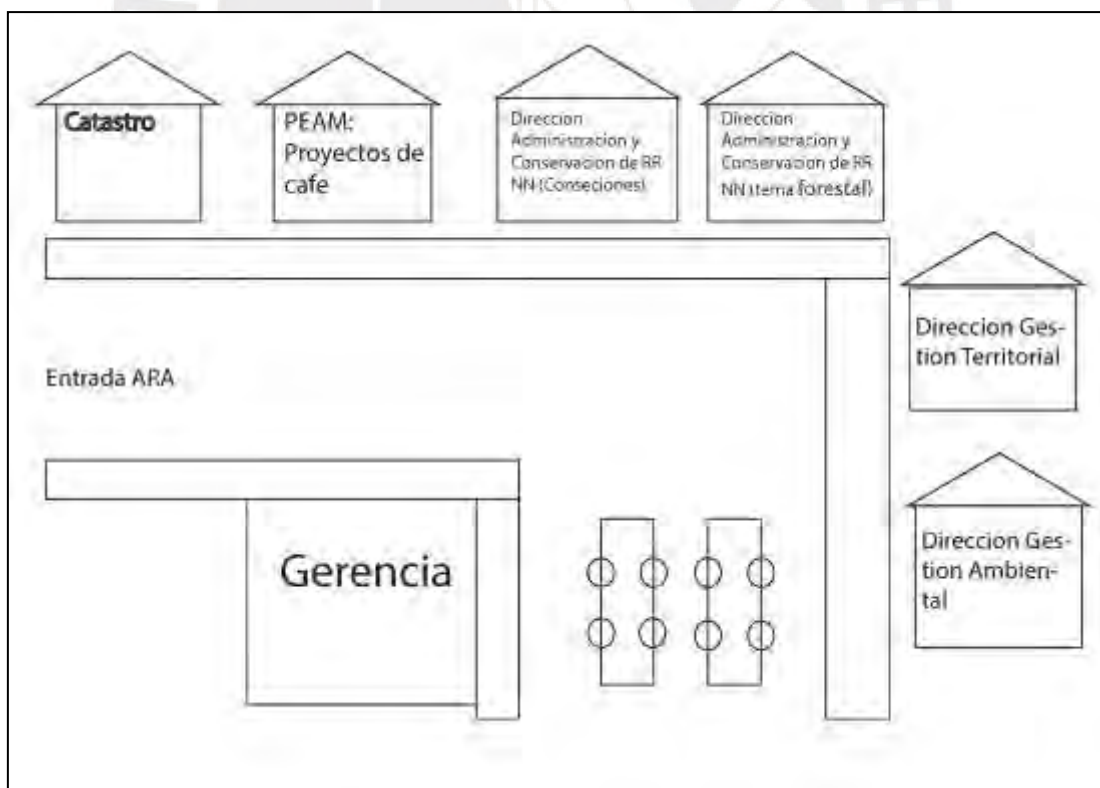 Catastro
PEAM:
Proyectos de
cafe
Direccion
Administracion y
Conservacion de RR
NN (Conseciones)
Direccion
Administracion y
Conservacion de RR
NN (tema forestal)
Direccion Ges-
tion Territorial
Entrada ARA
Gerencia
Direccion Ges-
tion Ambien-
tal